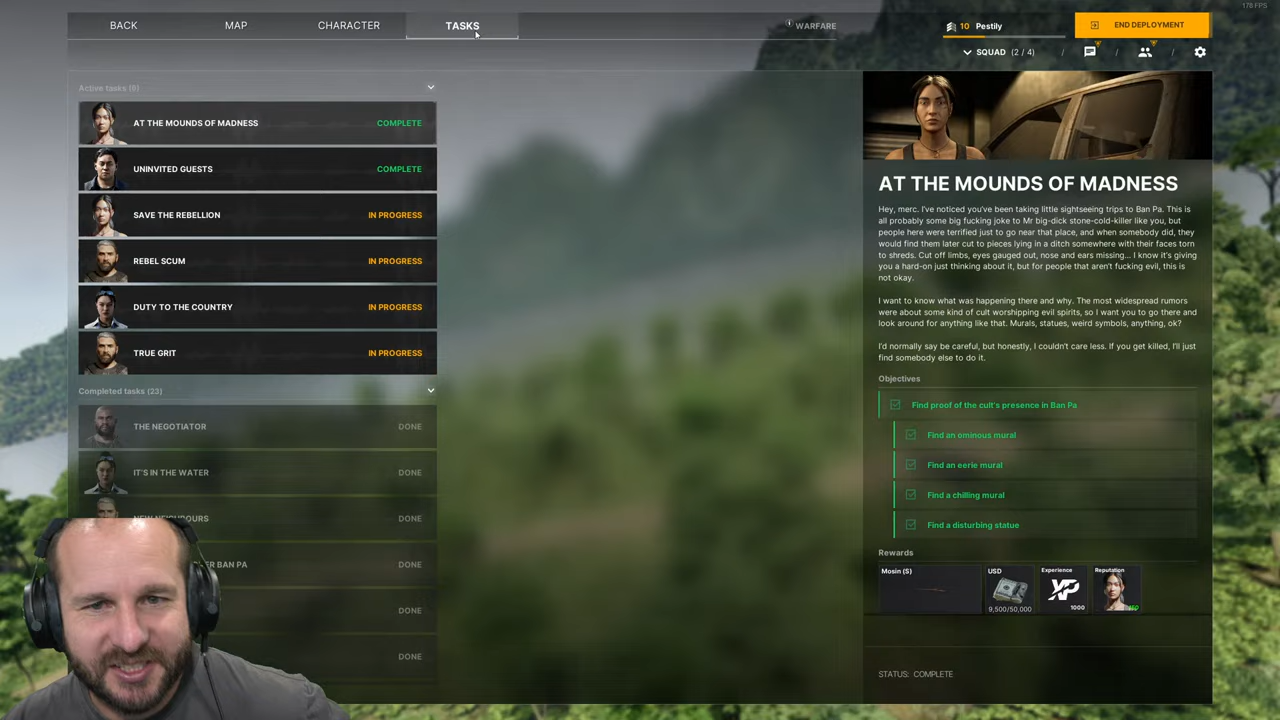 178 FPS
BACK
MAP
CHARACTER
TASKS
WARFARE
10 Pestily
END DEPLOYMENT
SQUAD (2 / 4)
Active tasks (6)
AT THE MOUNDS OF MADNESS COMPLETE
UNINVITED GUESTS COMPLETE
SAVE THE REBELLION IN PROGRESS
REBEL SCUM IN PROGRESS
DUTY TO THE COUNTRY IN PROGRESS
TRUE GRIT IN PROGRESS
Completed tasks (23)
THE NEGOTIATOR DONE
IT'S IN THE WATER DONE
NEW NEIGHBOURS DONE
BAN PA DONE
DONE
DONE
AT THE MOUNDS OF MADNESS
Hey, merc. I've noticed you've been taking little sightseeing trips to Ban Pa. This is
all probably some big fucking joke to Mr big-dick stone-cold-killer like you, but
people here were terrified just to go near that place, and when somebody did, they
would find them later cut to pieces lying in a ditch somewhere with their faces torn
to shreds. Cut off limbs, eyes gauged out, nose and ears missing... I know it's giving
you a hard-on just thinking about it, but for people that aren't fucking evil, this is
not okay.
I want to know what was happening there and why. The most widespread rumors
were about some kind of cult worshipping evil spirits, so I want you to go there and
look around for anything like that. Murals, statues, weird symbols, anything, ok?
I'd normally say be careful, but honestly, I couldn't care less. If you get killed, I'll just
find somebody else to do it.
Objectives
Find proof of the cult's presence in Ban Pa
Find an ominous mural
Find an eerie mural
Find a chilling mural
Find a disturbing statue
Rewards
Mosin (S)
USD
9,500/50,000
Experience
XP
1000
Reputation
STATUS: COMPLETE